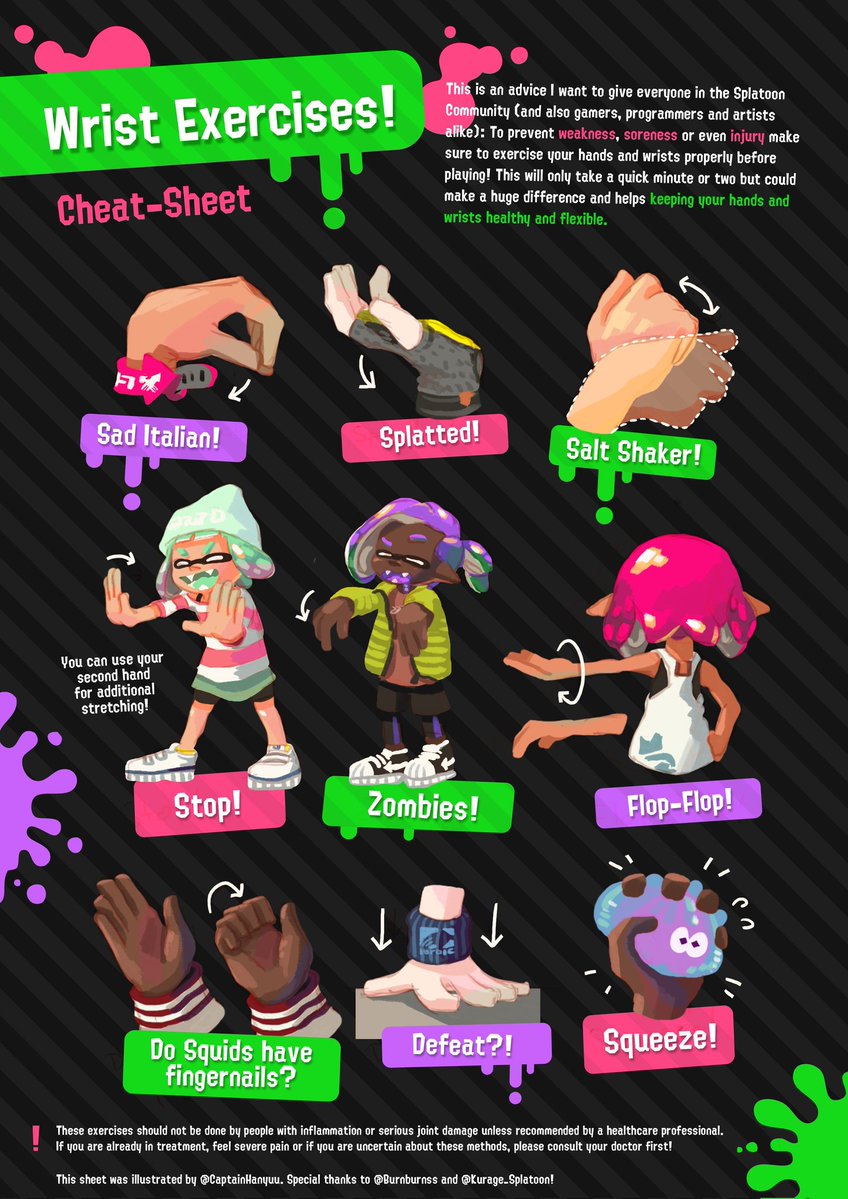 Wrist Exercises!
Cheat-Sheet
This is an advice I want to give everyone in the Splatoon
Community (and also gamers, programmers and artists
alike): To prevent weakness, soreness or even injury make
sure to exercise your hands and wrists properly before
playing! This will only take a quick minute or two but could
make a huge difference and helps keeping your hands and
wrists healthy and flexible.
Sad Italian!
Splatted!
Salt Shaker!
You can use your
second hand
for additional
stretching!
Stop!
Zombies!
Flop-Flop!
Do Squids have
fingernails?
Defeat?!
Squeeze!
! These exercises should not be done by people with inflammation or serious joint damage unless recommended by a healthcare professional.
If you are already in treatment, feel severe pain or if you are uncertain about these methods, please consult your doctor first!
This sheet was illustrated by @CaptainHanyuu. Special thanks to @Burnburnss and @Kurage_Splatoon!